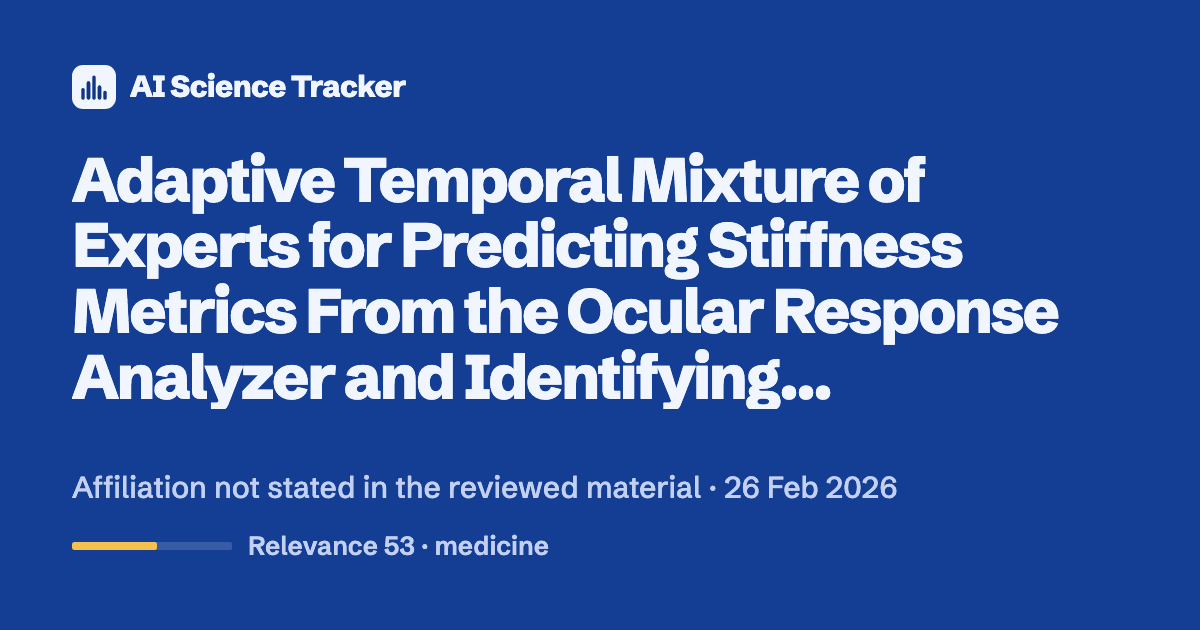 AI Science Tracker
Adaptive Temporal Mixture of
Experts for Predicting Stiffness
Metrics From the Ocular Response
Analyzer and Identifying...
Affiliation not stated in the reviewed material · 26 Feb 2026
Relevance 53 · medicine